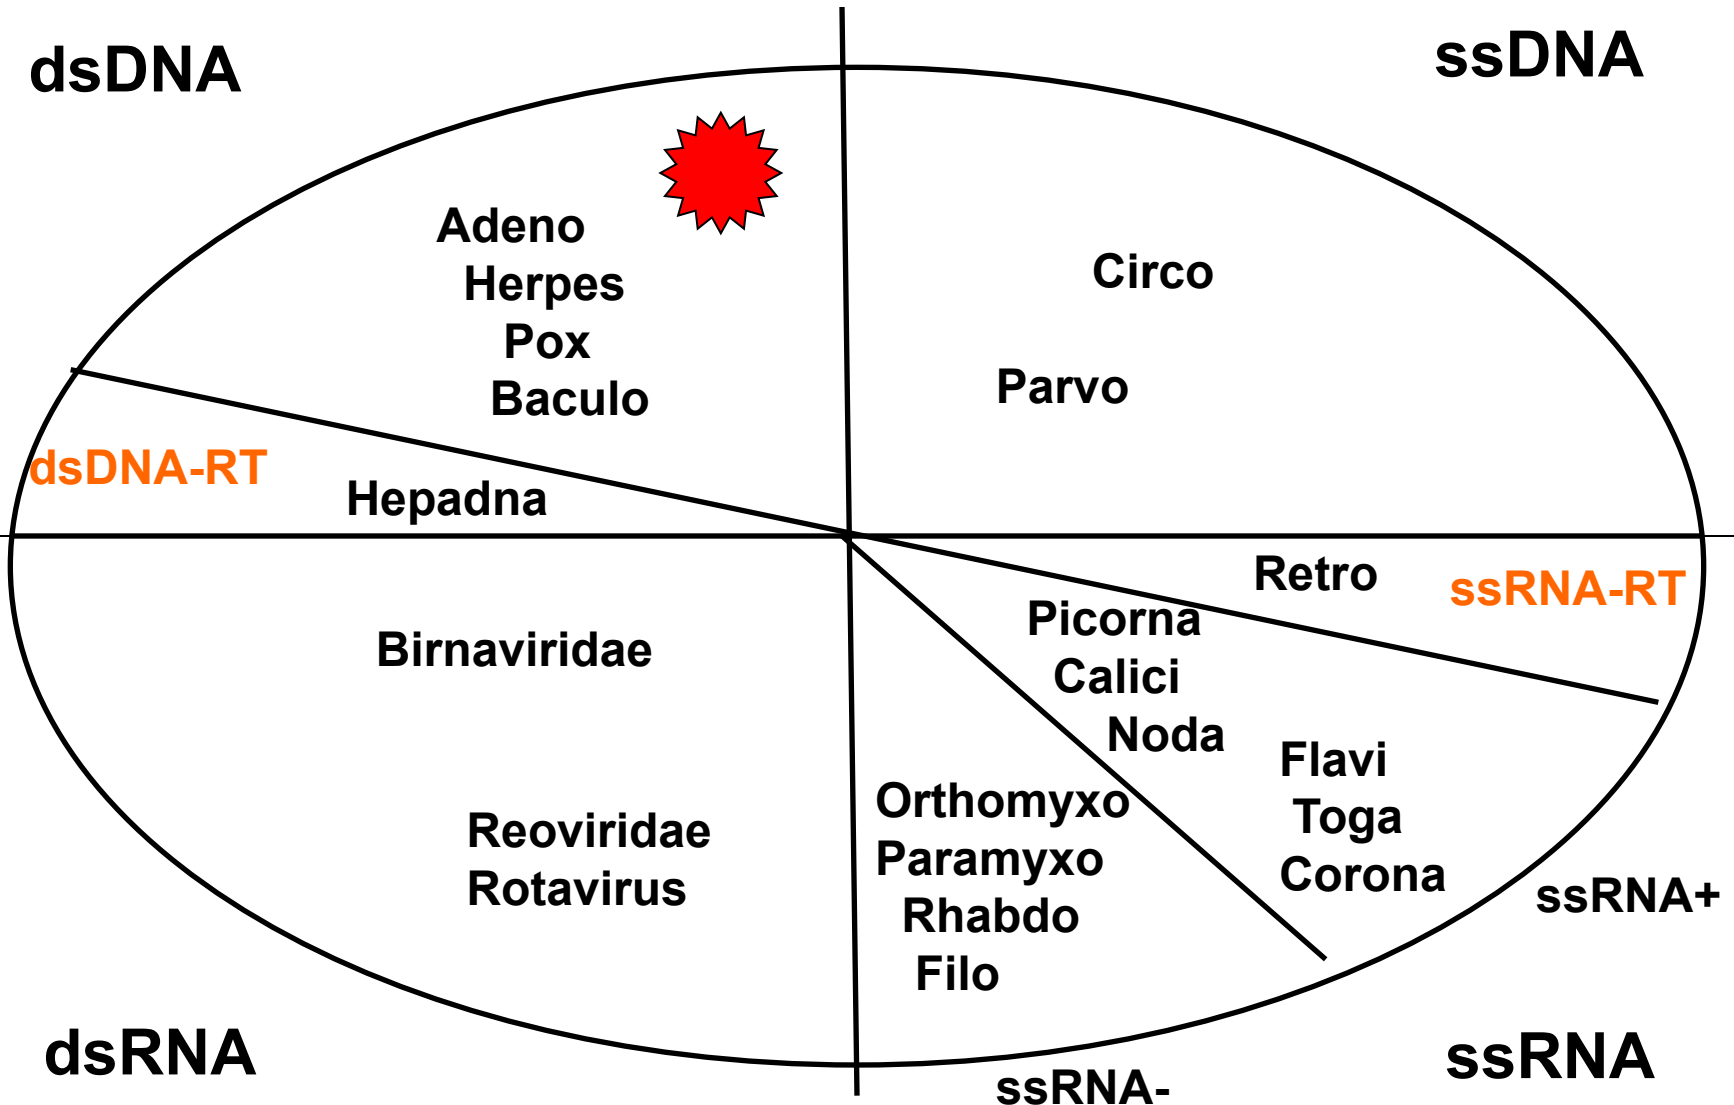 dsDNA
ssDNA
Adeno
Herpes
Pox
Baculo
Circo
Parvo
dsDNA-RT
Hepadna
Retro
ssRNA-RT
Birnaviridae
Reoviridae
Rotavirus
Picorna
Calici
Noda
Flavi
Toga
Corona
ssRNA+
Orthomyxo
Paramyxo
Rhabdo
Filo
dsRNA
ssRNA-
ssRNA